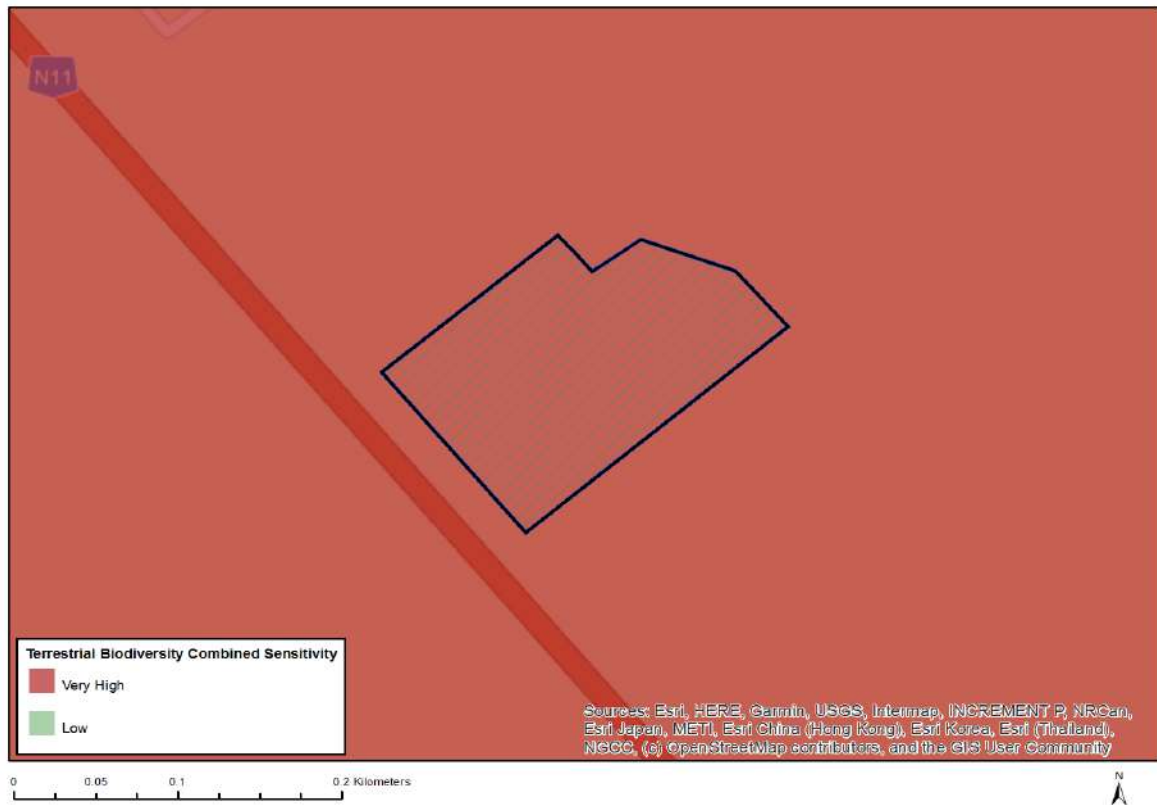 N11
Terrestrial Biodiversity Combined Sensitivity
Very High
Low
Sources: Esri, HERE, Garmin, USGS, Intermap, INCREMENT P, NRCan,
Esri Japan, METI, Esri China (Hong Kong), Esri Korea, Esri (Thailand),
NGCC, (c) OpenStreetMap contributors, and the GIS User Community
0 0.05 0.1 0.2 Kilometers
N